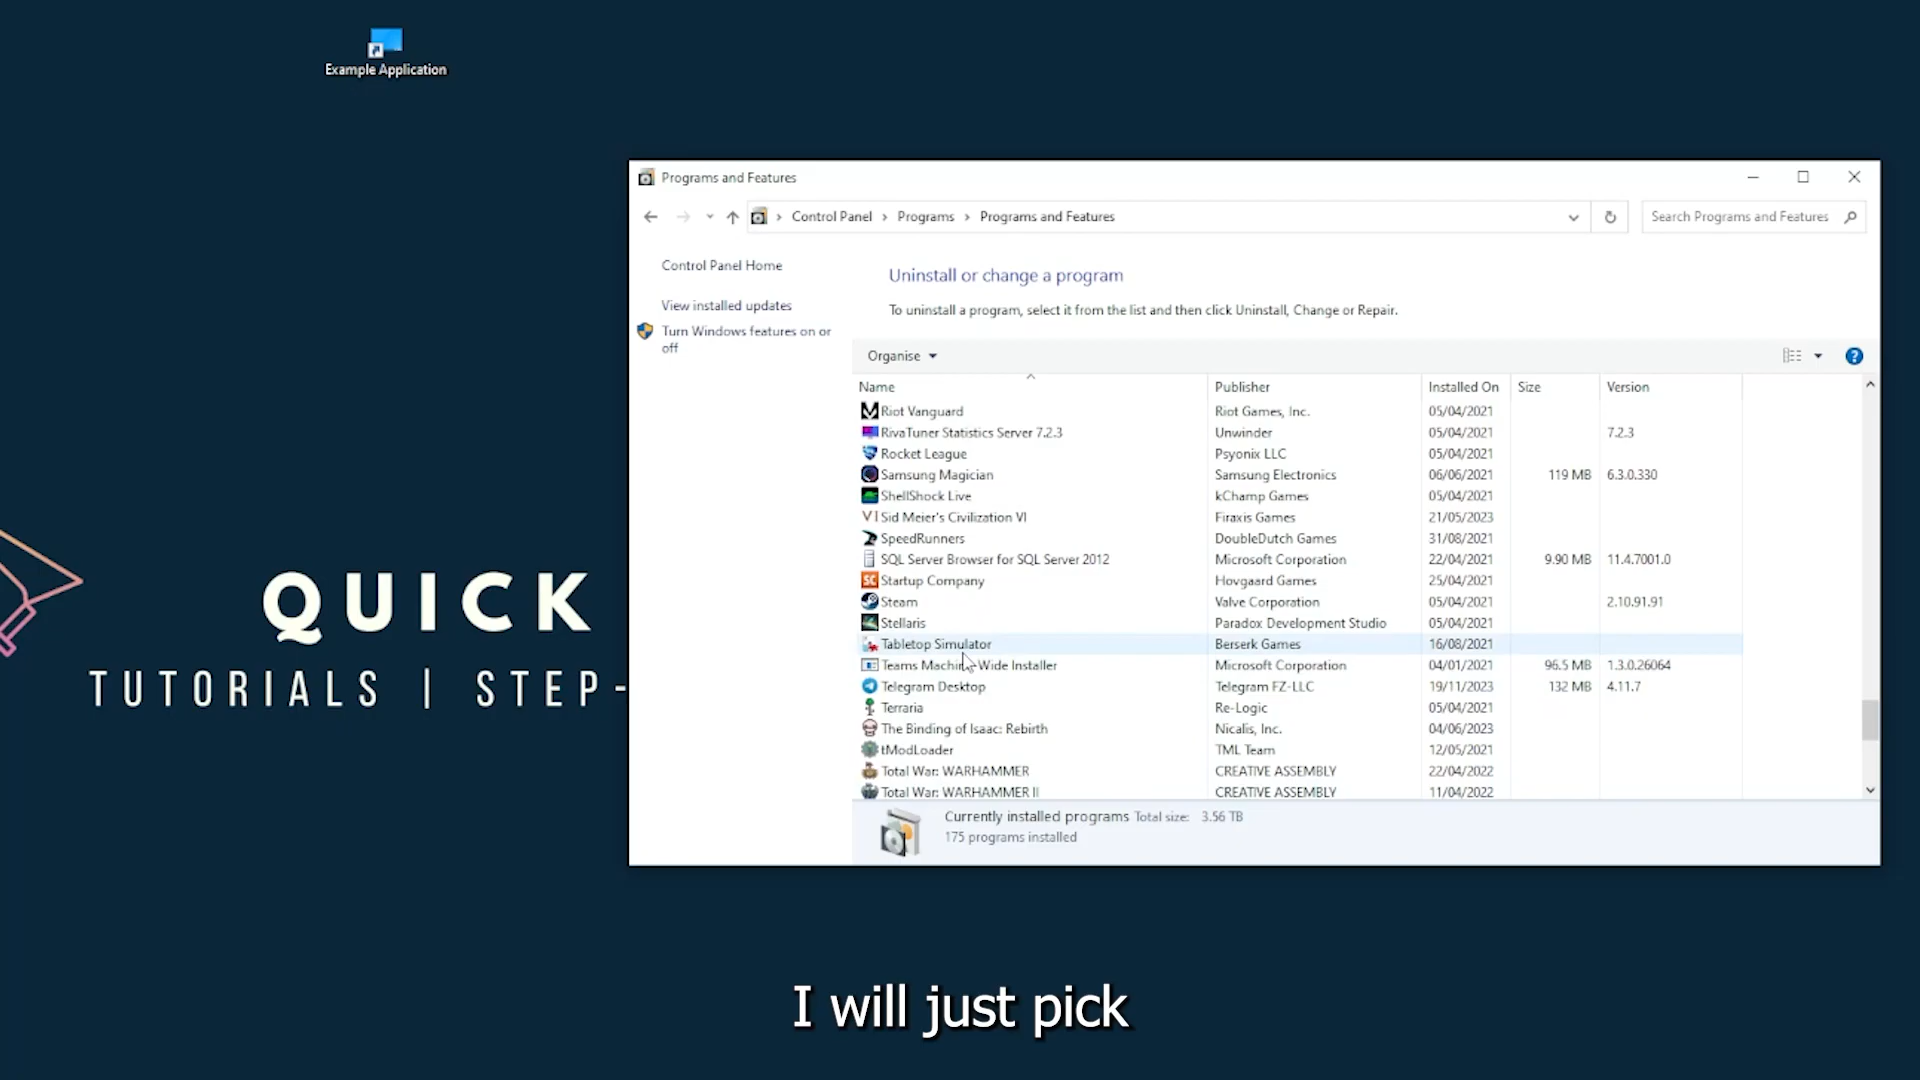 Example Application
Programs and Features
Control Panel > Programs > Programs and Features
Search Programs and Features
Control Panel Home
View installed updates
Turn Windows features on or
off
Uninstall or change a program
To uninstall a program, select it from the list and then click Uninstall, Change or Repair.
Organise
Name Publisher Installed On Size Version
Riot Vanguard Riot Games, Inc. 05/04/2021
RivaTuner Statistics Server 7.2.3 Unwinder 05/04/2021 7.2.3
Rocket League Psyonix LLC 05/04/2021
Samsung Magician Samsung Electronics 06/06/2021 119 MB 6.3.0.330
ShellShock Live kChamp Games 05/04/2021
VI Sid Meier's Civilization VI Firaxis Games 21/05/2023
SpeedRunners DoubleDutch Games 31/08/2021
SQL Server Browser for SQL Server 2012 Microsoft Corporation 22/04/2021 9.90 MB 11.4.7001.0
SC Startup Company Hovgaard Games 25/04/2021
Steam Valve Corporation 05/04/2021 2.10.91.91
Stellaris Paradox Development Studio 05/04/2021
Tabletop Simulator Berserk Games 16/08/2021
Teams Machine-Wide Installer Microsoft Corporation 04/01/2021 96.5 MB 1.3.0.26064
Telegram Desktop Telegram FZ-LLC 19/11/2023 132 MB 4.11.7
Terraria Re-Logic 05/04/2021
The Binding of Isaac: Rebirth Nicalis, Inc. 04/06/2023
tModLoader TML Team 12/05/2021
Total War: WARHAMMER CREATIVE ASSEMBLY 22/04/2022
Total War: WARHAMMER II CREATIVE ASSEMBLY 11/04/2022
Currently installed programs Total size: 3.56 TB
175 programs installed
QUICK
TUTORIALS | STEP-
I will just pick